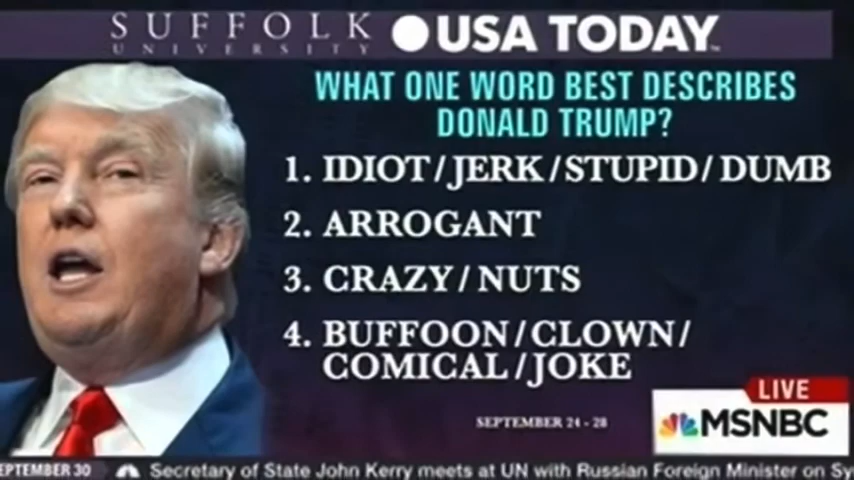 SUFFOLK
UNIVERSITY
USA TODAY
WHAT ONE WORD BEST DESCRIBES
DONALD TRUMP?
1. IDIOT / JERK / STUPID / DUMB
2. ARROGANT
3. CRAZY / NUTS
4. BUFFOON / CLOWN /
COMICAL / JOKE
SEPTEMBER 24 - 28
LIVE
MSNBC
EPTEMBER 30 Secretary of State John Kerry meets at UN with Russian Foreign Minister on Sy